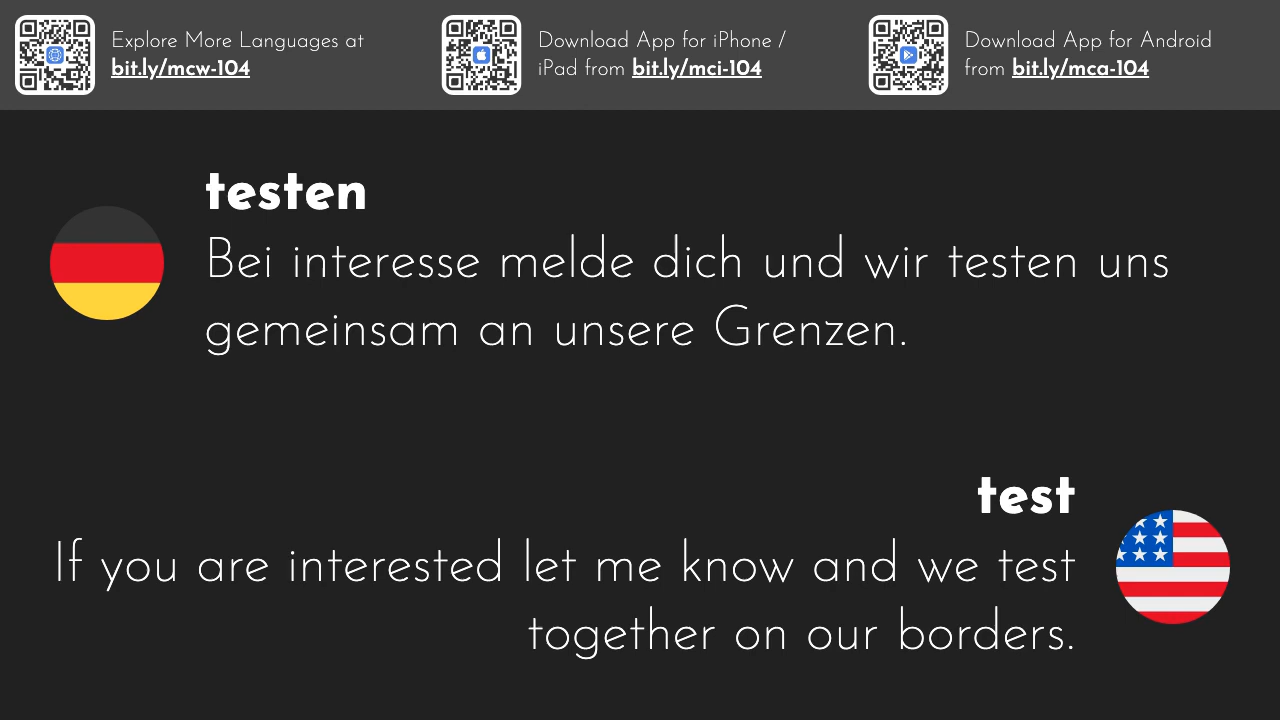 Explore More Languages at
bit.ly/mcw-104
Download App for iPhone /
iPad from bit.ly/mci-104
Download App for Android
from bit.ly/mca-104
testen
Bei interesse melde dich und wir testen uns
gemeinsam an unsere Grenzen.
test
If you are interested let me know and we test
together on our borders.